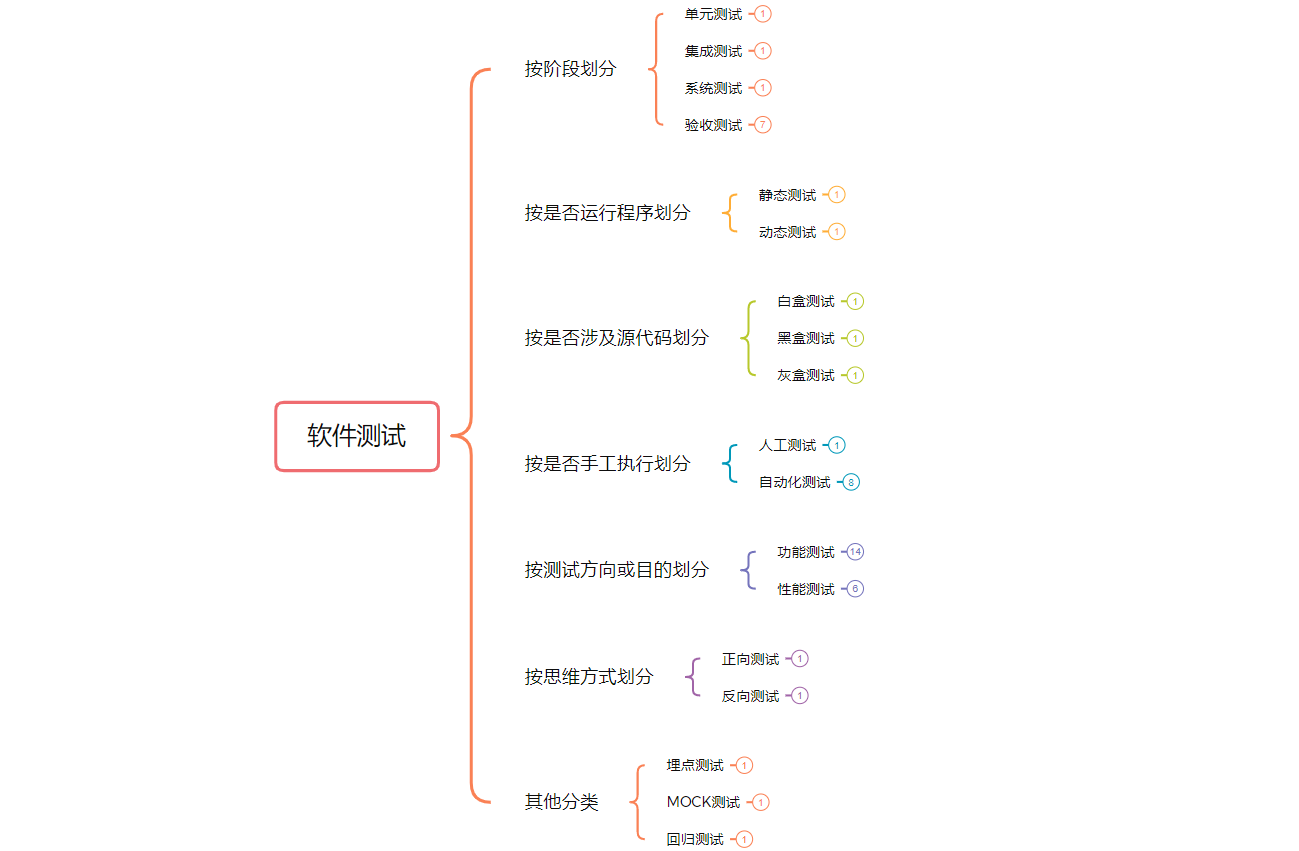 软件测试
按阶段划分
单元测试 1
集成测试 1
系统测试 1
验收测试 7
按是否运行程序划分
静态测试 1
动态测试 1
按是否涉及源代码划分
白盒测试 1
黑盒测试 1
灰盒测试 1
按是否手工执行划分
人工测试 1
自动化测试 8
按测试方向或目的划分
功能测试 14
性能测试 6
按思维方式划分
正向测试 1
反向测试 1
其他分类
埋点测试 1
MOCK测试 1
回归测试 1